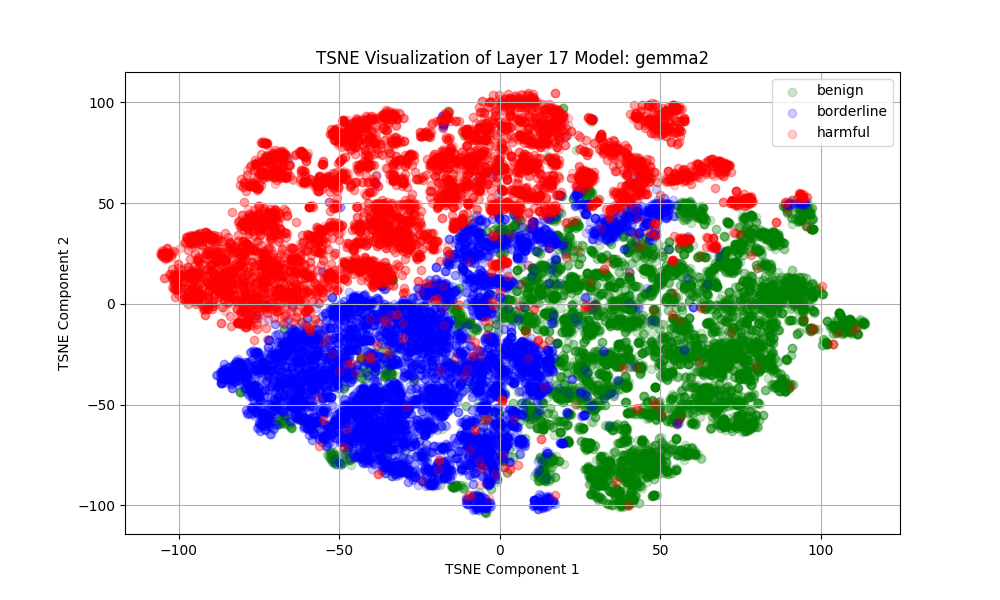 TSNE Visualization of Layer 17 Model: gemma2
benign
borderline
harmful
100
50
0
−50
−100
TSNE Component 2
−100
−50
0
50
100
TSNE Component 1